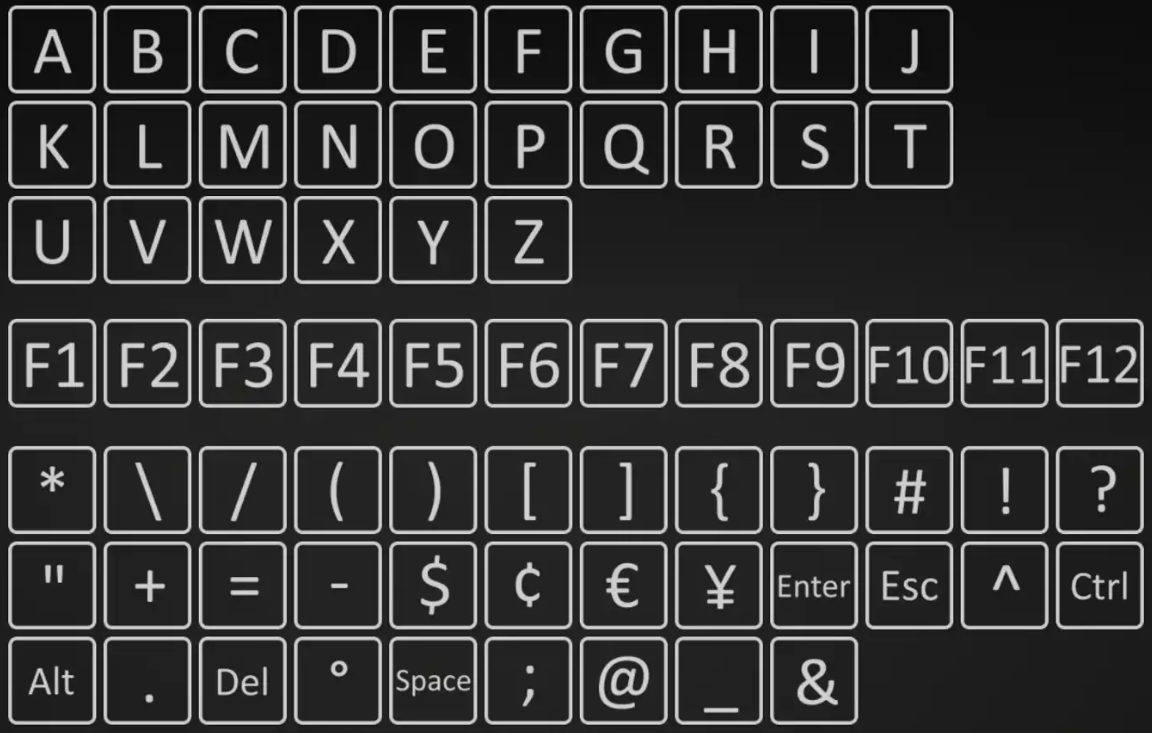 A B C D E F G H I J
K L M N O P Q R S T
U V W X Y Z
F1 F2 F3 F4 F5 F6 F7 F8 F9 F10 F11 F12
* \ / ( ) [ ] { } # ! ?
" + = - $ ¢ € ¥ Enter Esc ^ Ctrl
Alt . Del ° Space ; @ _ &